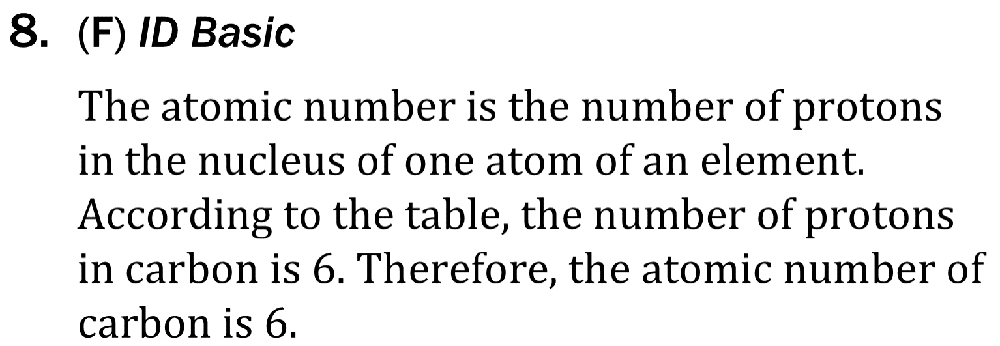 8. (F) ID Basic
The atomic number is the number of protons
in the nucleus of one atom of an element.
According to the table, the number of protons
in carbon is 6. Therefore, the atomic number of
carbon is 6.